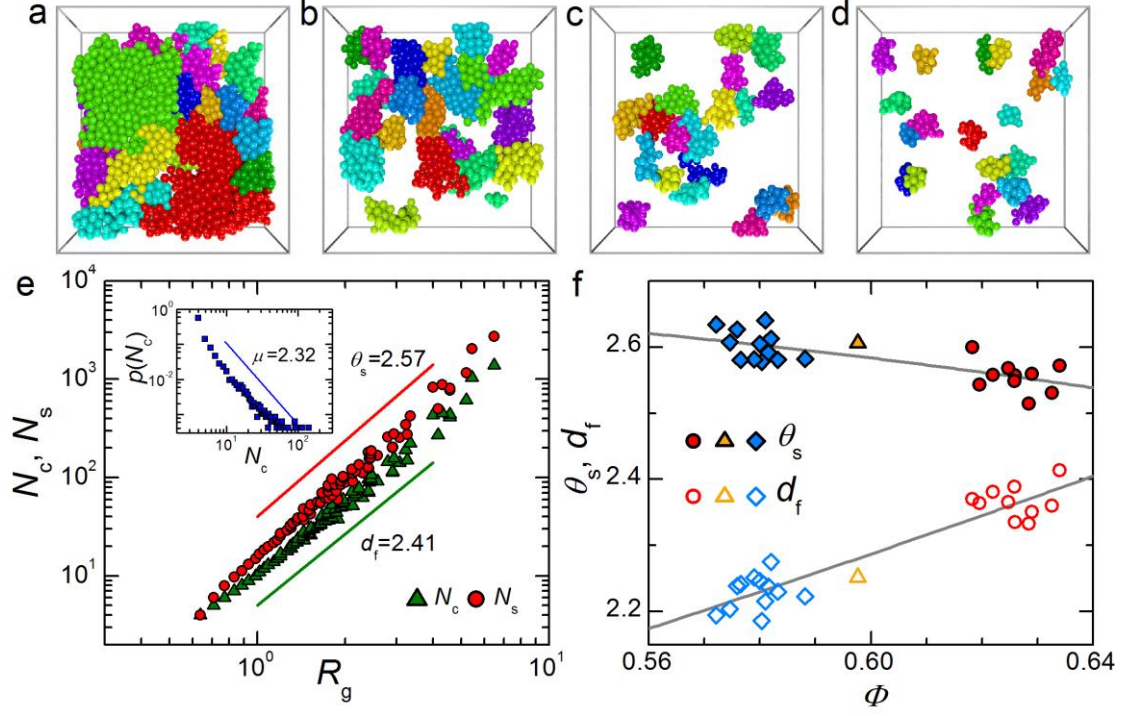 a b c d
e
N_c, N_s
10^4
10^3
10^2
10^1
10^0
10^1
R_g
θ_s=2.57
d_f=2.41
N_c N_s
p(N_c)
10^0
10^-2
μ=2.32
10^1 10^2
N_c
f
θ_s, d_f
2.6
2.4
2.2
θ_s
d_f
0.56 0.60 0.64
Φ